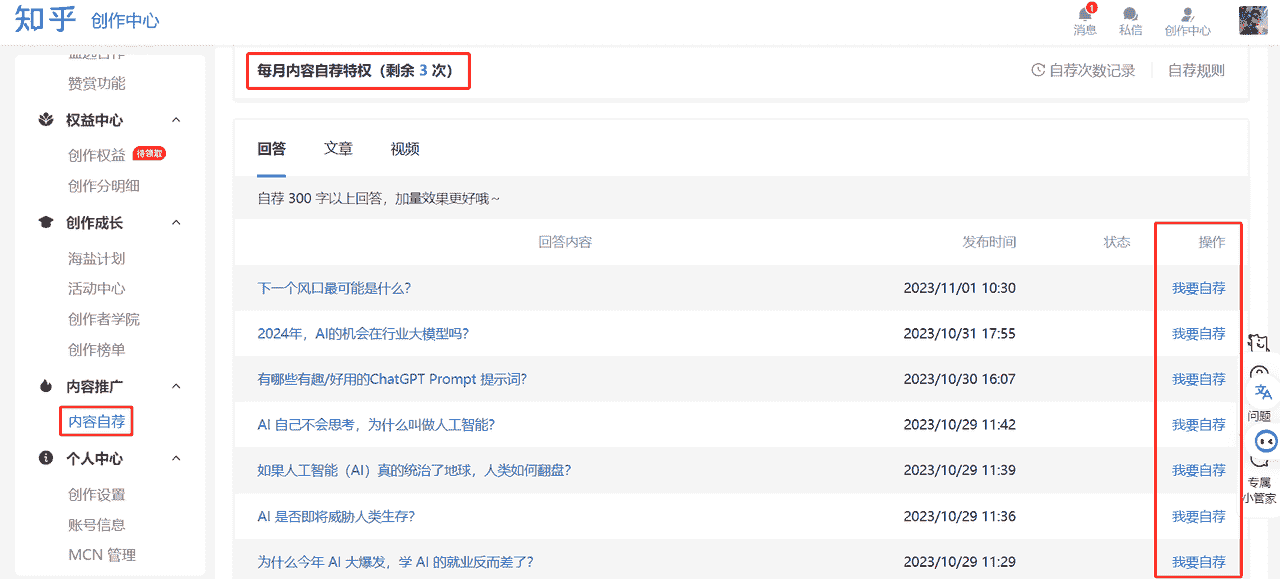 知乎 创作中心
1
消息
私信
创作中心
赞赏功能
权益中心
创作权益 待领取
创作分明细
创作成长
海盐计划
活动中心
创作者学院
创作榜单
内容推广
内容自荐
个人中心
创作设置
账号信息
MCN 管理
每月内容自荐特权（剩余 3 次）
自荐次数记录
自荐规则
回答 文章 视频
自荐 300 字以上回答，加量效果更好哦～
回答内容 发布时间 状态 操作
下一个风口最可能是什么? 2023/11/01 10:30 我要自荐
2024年，AI的机会在行业大模型吗? 2023/10/31 17:55 我要自荐
有哪些有趣/好用的ChatGPT Prompt 提示词? 2023/10/30 16:07 我要自荐
AI 自己不会思考，为什么叫做人工智能? 2023/10/29 11:42 我要自荐
如果人工智能（AI）真的统治了地球，人类如何翻盘? 2023/10/29 11:39 我要自荐
AI 是否即将威胁人类生存? 2023/10/29 11:36 我要自荐
为什么今年 AI 大爆发，学 AI 的就业反而差了? 2023/10/29 11:29 我要自荐
问题
专属
小管家